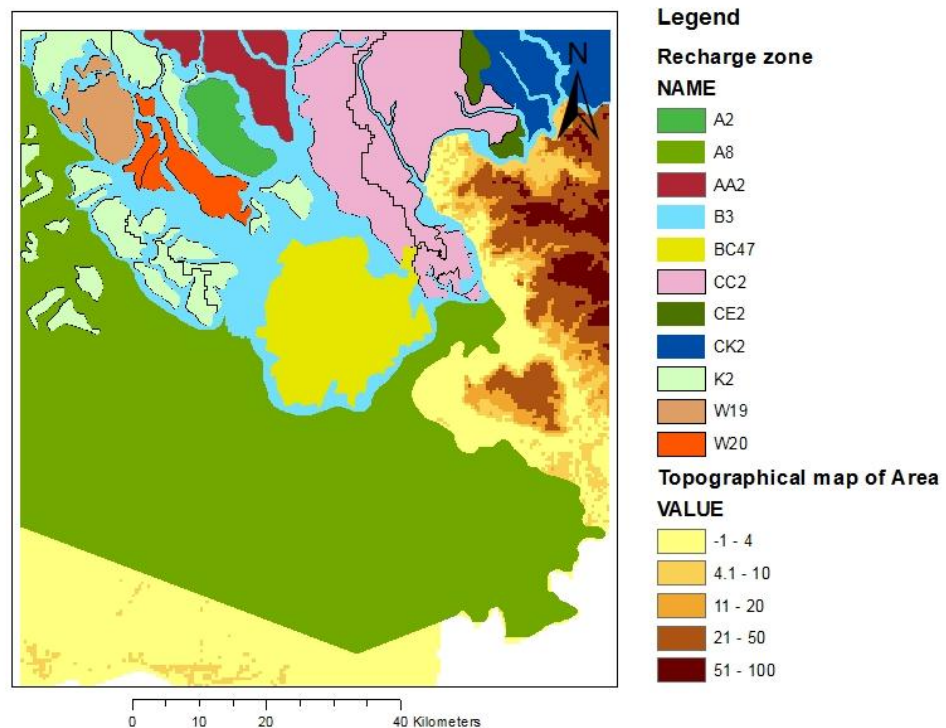 N
Legend
Recharge zone
NAME
A2
A8
AA2
B3
BC47
CC2
CE2
CK2
K2
W19
W20
Topographical map of Area
VALUE
-1 - 4
4.1 - 10
11 - 20
21 - 50
51 - 100
0 10 20 40 Kilometers